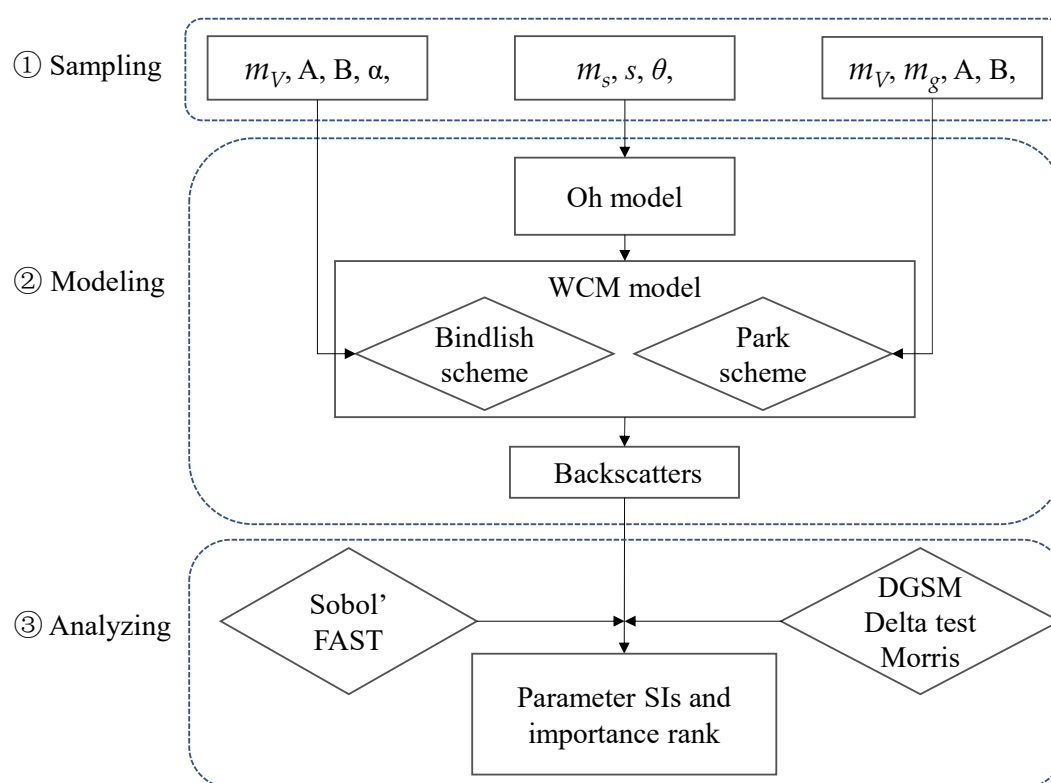 ① Sampling
m_V, A, B, α,
m_s, s, θ,
m_V, m_g, A, B,
② Modeling
Oh model
WCM model
Bindlish
scheme
Park
scheme
Backscatters
③ Analyzing
Sobol’
FAST
DGSM
Delta test
Morris
Parameter SIs and
importance rank